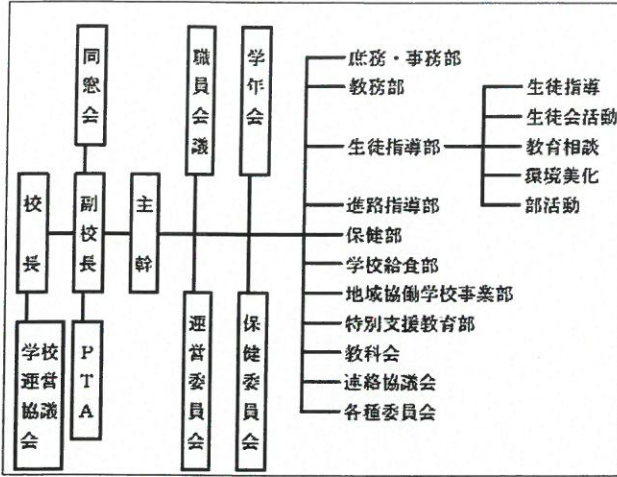 同窓会
職員会議
学年会
校長
副校長
主幹
学校運営協議会
PTA
運営委員会
保健委員会
庶務・事務部
教務部
生徒指導部
進路指導部
保健部
学校給食部
地域協働学校事業部
特別支援教育部
教科会
連絡協議会
各種委員会
生徒指導
生徒会活動
教育相談
環境美化
部活動